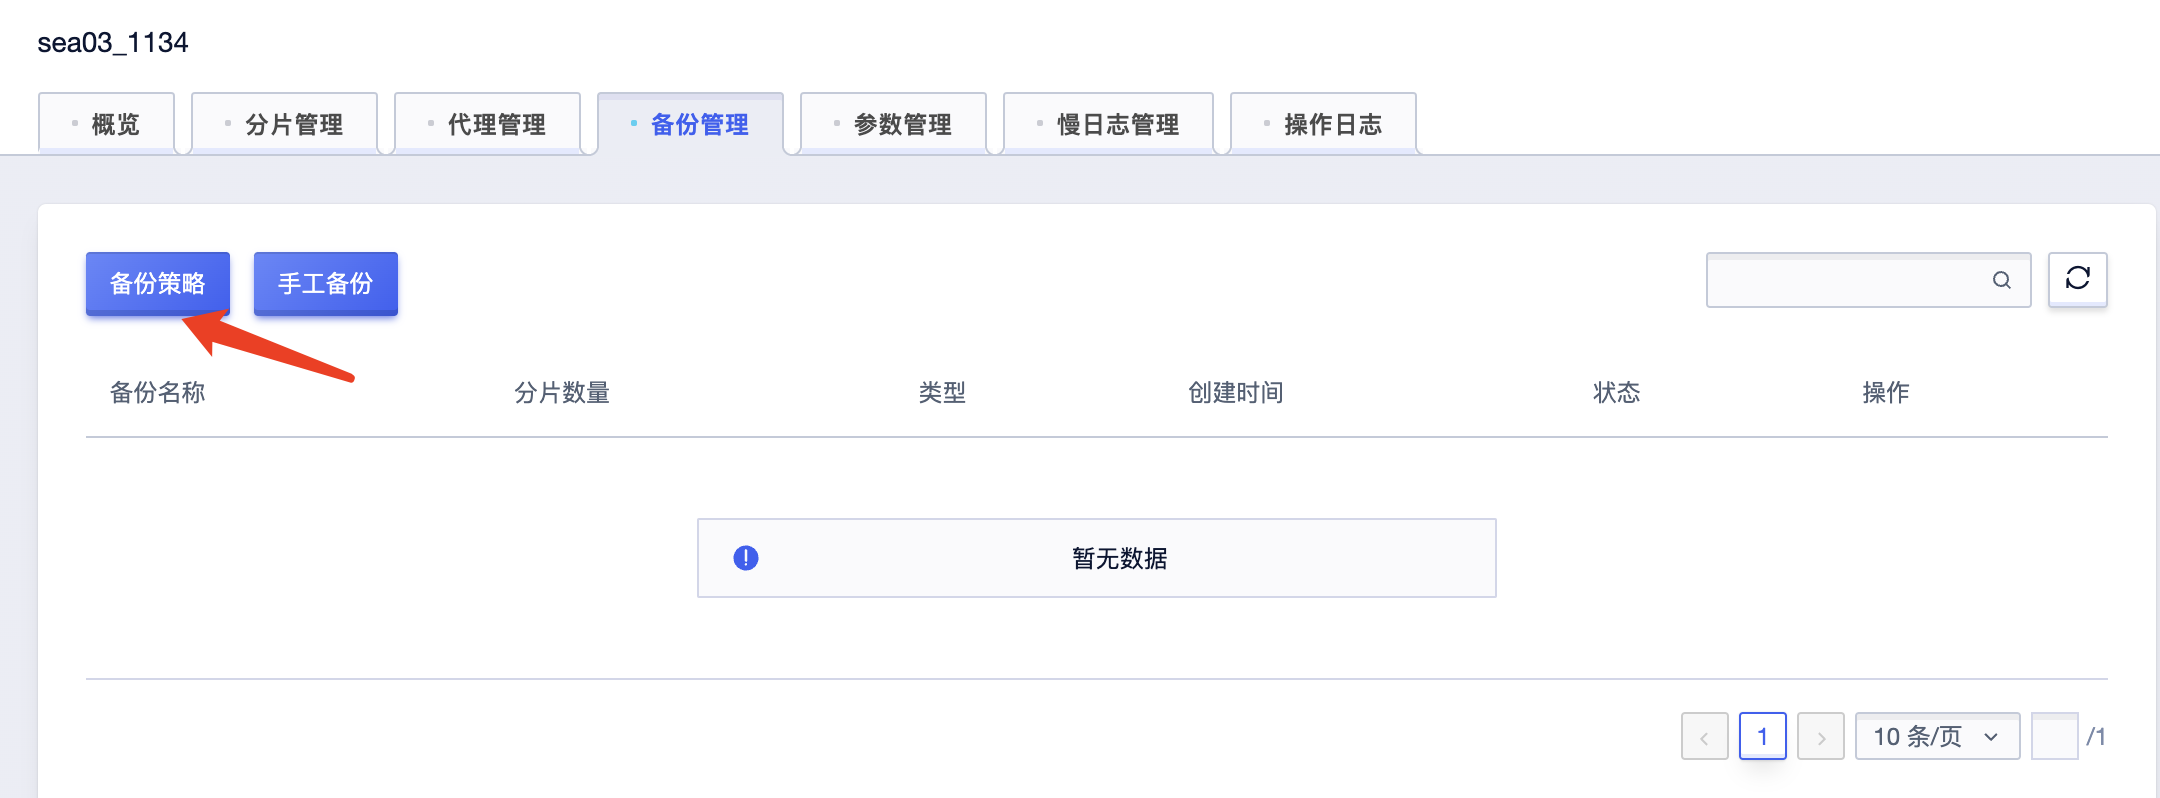 sea03_1134
概览 分片管理 代理管理 备份管理 参数管理 慢日志管理 操作日志
备份策略 手工备份
备份名称 分片数量 类型 创建时间 状态 操作
暂无数据
1 10 条/页 /1